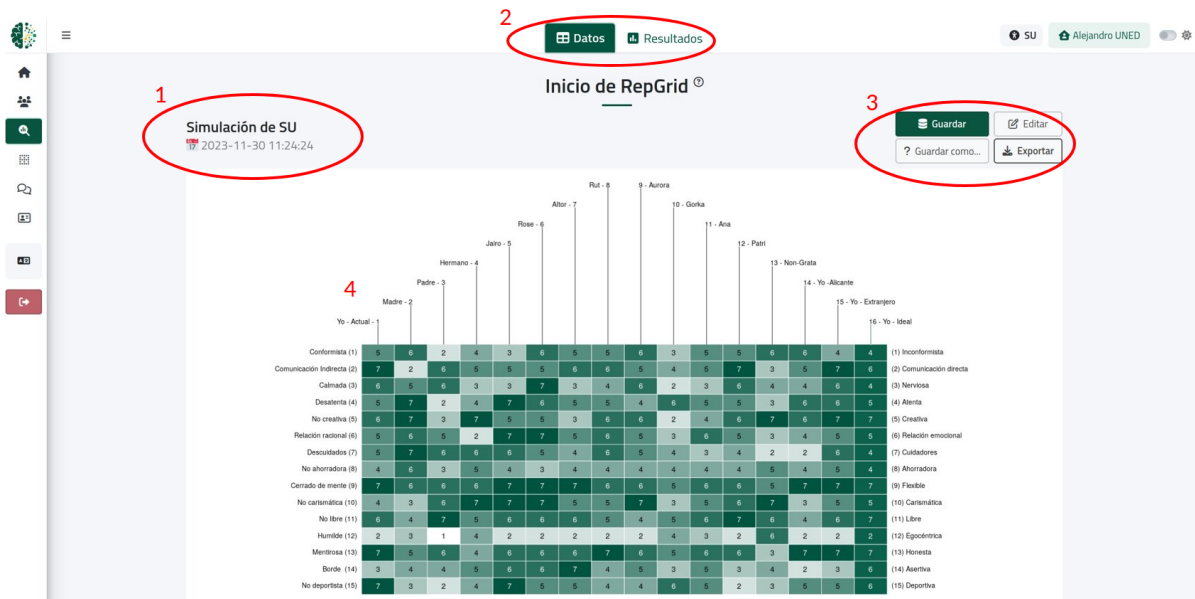 2
Datos Resultados
SU Alejandro UNED
Inicio de RepGrid ?
1
3
Simulación de SU
17 2023-11-30 11:24:24
Guardar Editar
? Guardar como... Exportar
Rut - 8 9 - Aurora
Aitor - 7 10 - Gorka
Rose - 6 11 - Ana
Jairo - 5 12 - Patri
Hermano - 4 13 - Non-Grata
Padre - 3 14 - Yo -Alicante
4
Madre - 2 15 - Yo - Extranjero
Yo - Actual - 1 16 - Yo - Ideal
Conformista (1) 5 6 2 4 3 6 5 5 6 3 5 5 6 6 4 4 (1) Inconformista
Comunicación Indirecta (2) 7 2 6 5 5 5 6 6 5 4 5 7 3 5 7 6 (2) Comunicación directa
Calmada (3) 6 5 6 3 3 7 3 4 6 2 3 6 4 4 6 4 (3) Nerviosa
Desatenta (4) 5 7 2 4 7 6 5 5 4 6 5 5 3 6 6 5 (4) Atenta
No creativa (5) 6 7 3 7 5 5 3 6 6 2 4 6 7 6 7 7 (5) Creativa
Relación racional (6) 5 6 5 2 7 7 5 6 5 3 6 5 3 4 5 5 (6) Relación emocional
Descuidados (7) 5 7 6 6 6 5 4 6 5 4 3 4 2 2 6 4 (7) Cuidadores
No ahorradora (8) 4 6 3 5 4 3 4 4 4 4 4 4 5 4 5 4 (8) Ahorradora
Cerrado de mente (9) 7 6 6 6 7 7 7 6 6 5 6 6 5 7 7 7 (9) Flexible
No carismática (10) 4 3 6 7 7 7 5 5 7 3 5 6 7 3 5 5 (10) Carismática
No libre (11) 6 4 7 5 6 6 6 5 4 5 6 7 6 4 6 7 (11) Libre
Humilde (12) 2 3 1 4 2 2 2 2 2 4 3 2 6 2 2 2 (12) Egocéntrica
Mentirosa (13) 7 5 6 4 6 6 6 7 6 5 6 6 3 7 7 7 (13) Honesta
Borde (14) 3 4 4 5 6 6 7 4 5 3 5 3 4 2 3 6 (14) Asertiva
No deportista (15) 7 3 2 4 7 5 5 4 4 6 5 2 3 5 5 6 (15) Deportiva